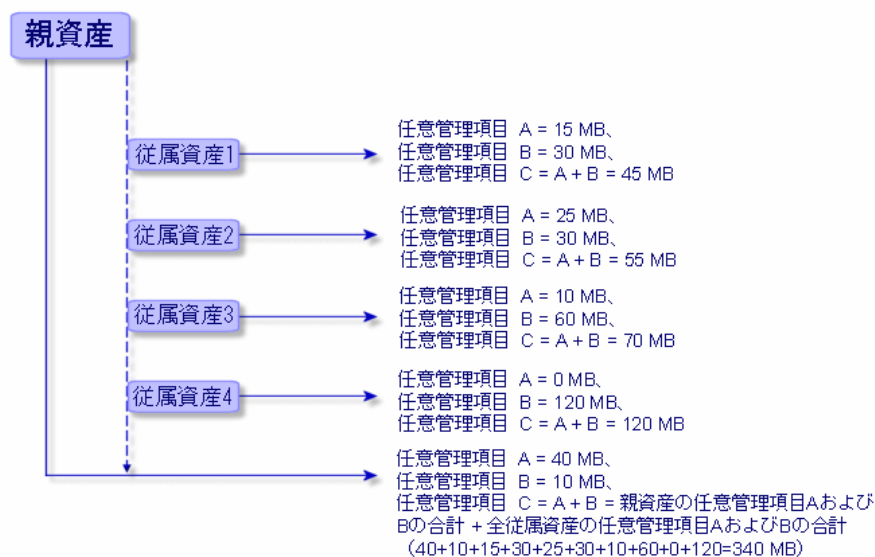 親資産
従属資産1
任意管理項目 A = 15 MB、
任意管理項目 B = 30 MB、
任意管理項目 C = A + B = 45 MB
従属資産2
任意管理項目 A = 25 MB、
任意管理項目 B = 30 MB、
任意管理項目 C = A + B = 55 MB
従属資産3
任意管理項目 A = 10 MB、
任意管理項目 B = 60 MB、
任意管理項目 C = A + B = 70 MB
従属資産4
任意管理項目 A = 0 MB、
任意管理項目 B = 120 MB、
任意管理項目 C = A + B = 120 MB
任意管理項目 A = 40 MB、
任意管理項目 B = 10 MB、
任意管理項目 C = A + B = 親資産の任意管理項目Aおよび
Bの合計 + 全従属資産の任意管理項目AおよびBの合計
（40+10+15+30+25+30+10+60+0+120=340 MB）